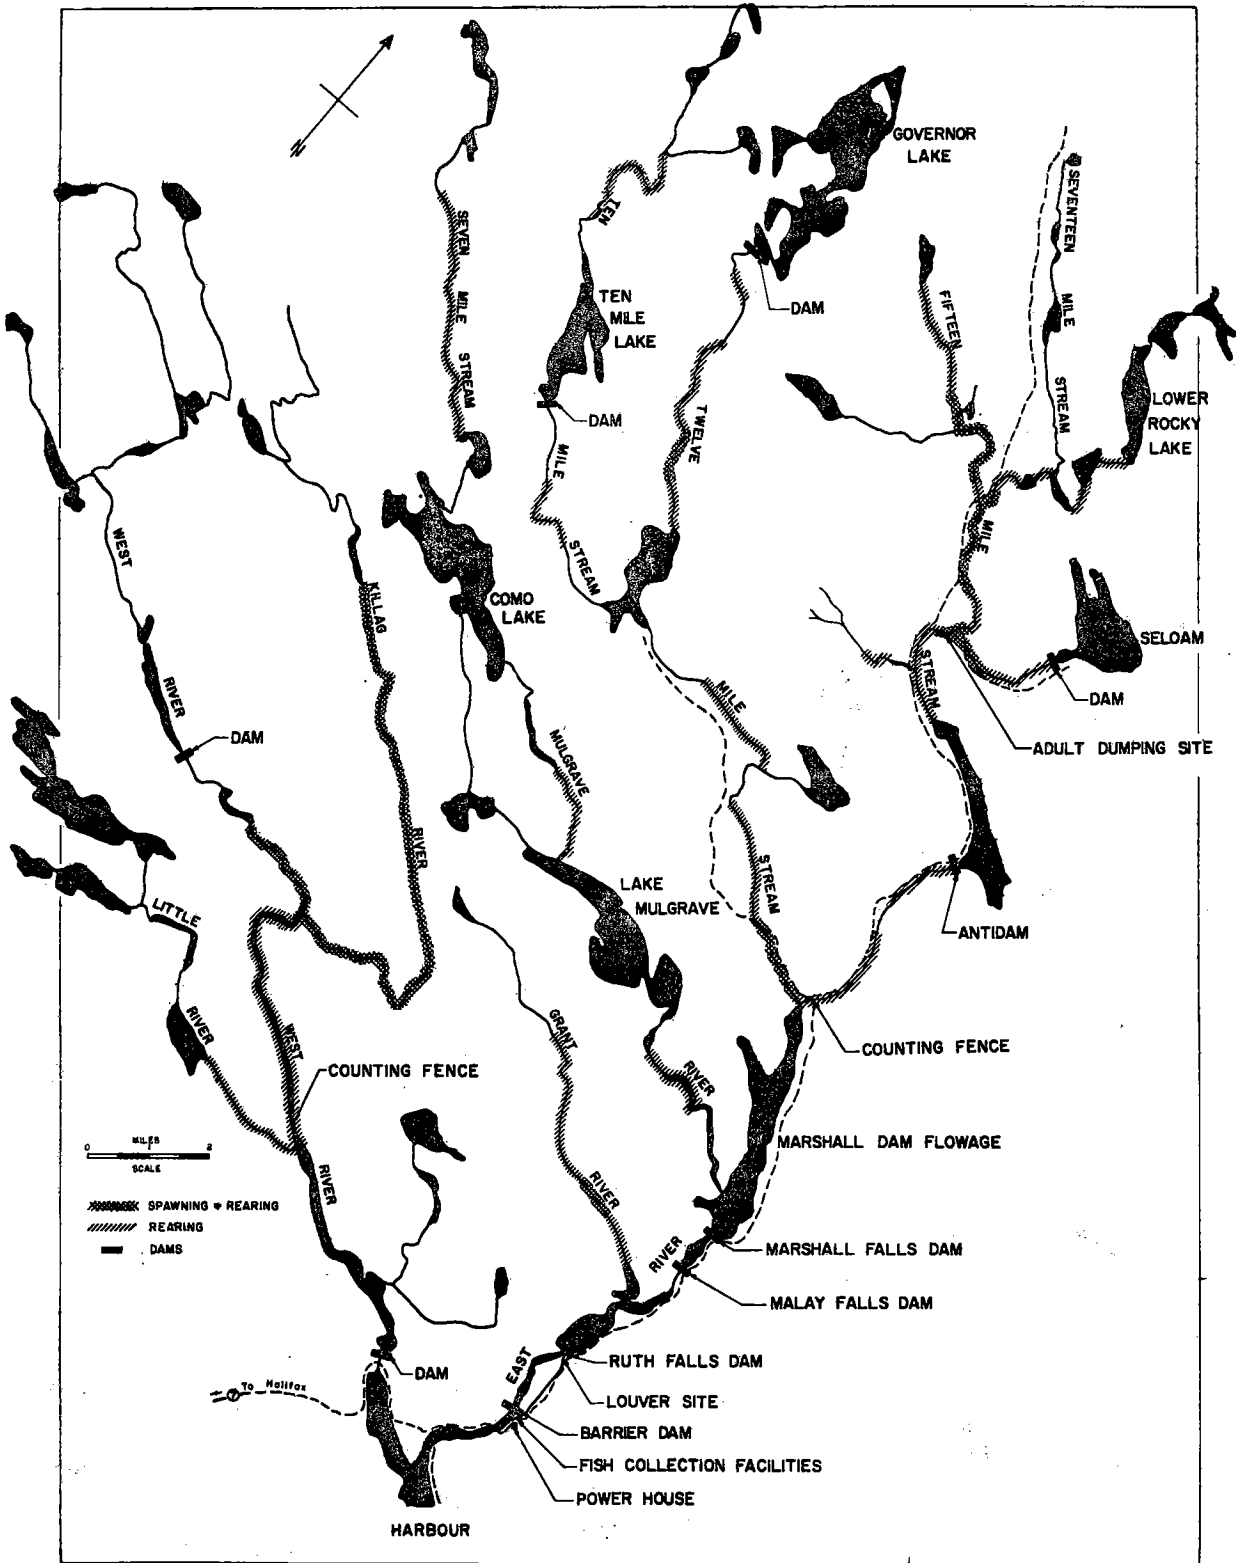 N
GOVERNOR
LAKE
SEVENTEEN
MILE
STREAM
SEVEN
MILE
STREAM
TEN
TEN
MILE
LAKE
DAM
FIFTEEN
LOWER
ROCKY
LAKE
DAM
TWELVE
MILE
STREAM
MILE
WEST
KILLAG
COMO
LAKE
SELOAM
STREAM
DAM
RIVER
DAM
MULGRAVE
MILE
ADULT DUMPING SITE
RIVER
LAKE
MULGRAVE
STREAM
LITTLE
ANTIDAM
RIVER
WEST
GRANT
COUNTING FENCE
COUNTING FENCE
RIVER
MARSHALL DAM FLOWAGE
0 MILES 2
SCALE
RIVER
RIVER
SPAWNING & REARING
REARING
DAMS
RIVER
MARSHALL FALLS DAM
MALAY FALLS DAM
EAST
RUTH FALLS DAM
DAM
7 To Halifax
LOUVER SITE
BARRIER DAM
FISH COLLECTION FACILITIES
POWER HOUSE
HARBOUR